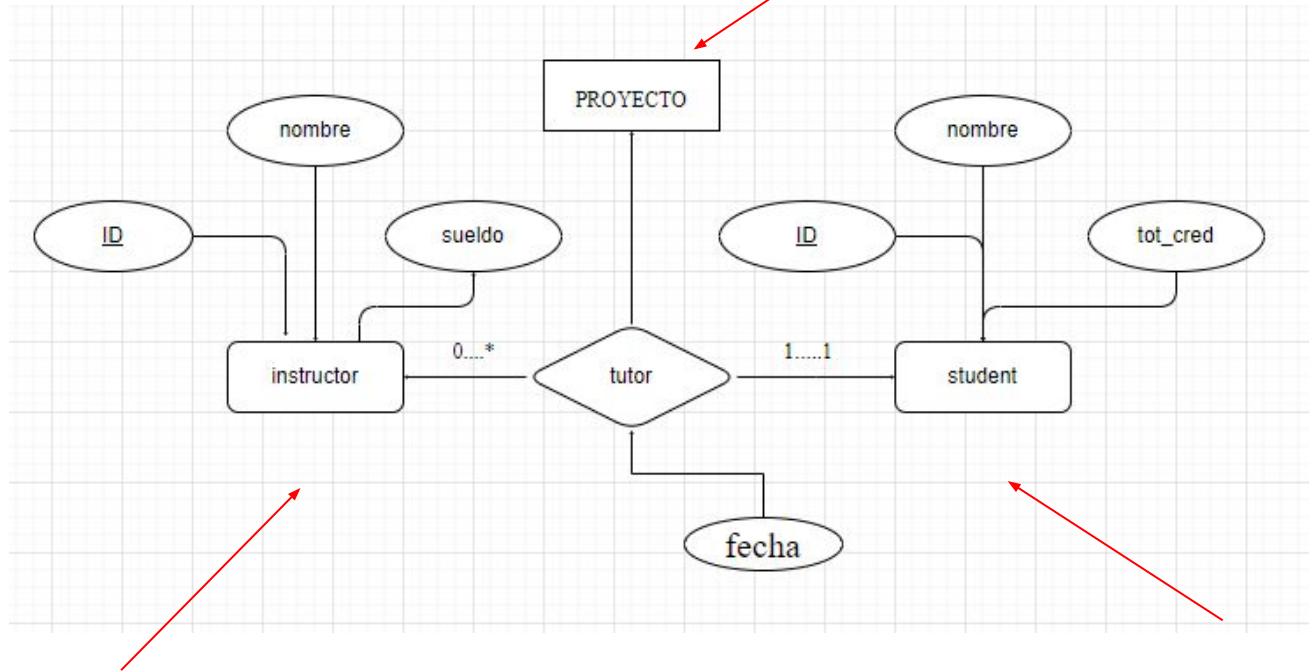 PROYECTO
nombre
nombre
ID
sueldo
ID
tot_cred
instructor
0....*
tutor
1.....1
student
fecha